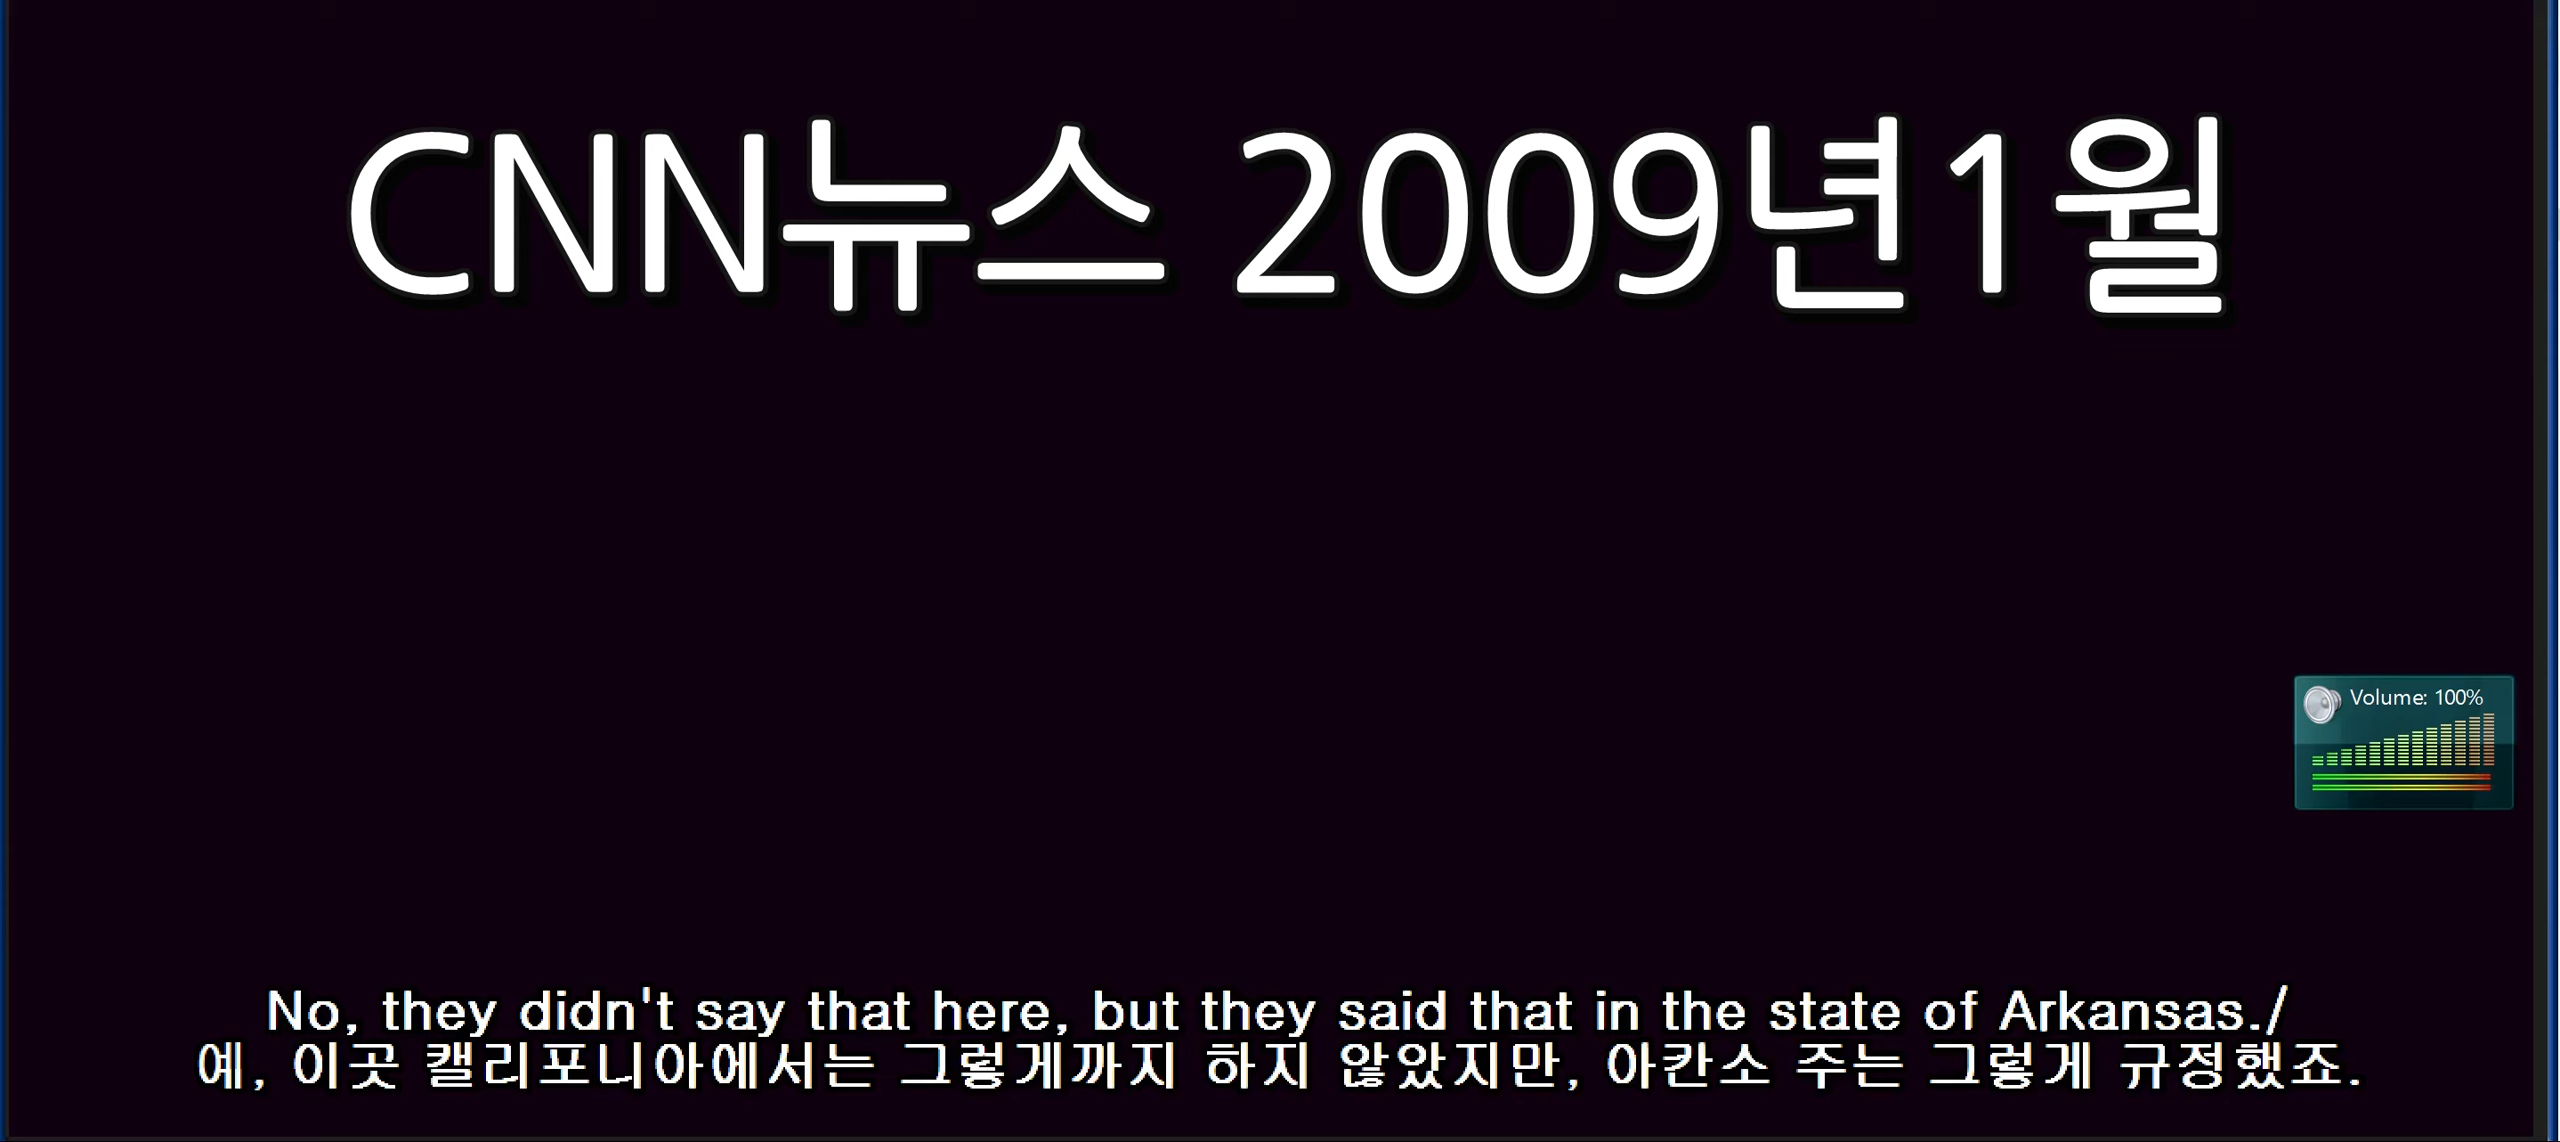 CNN뉴스 2009년1월
Volume: 100%
No, they didn't say that here, but they said that in the state of Arkansas./
예, 이곳 캘리포니아에서는 그렇게까지 하지 않았지만, 아칸소 주는 그렇게 규정했죠.